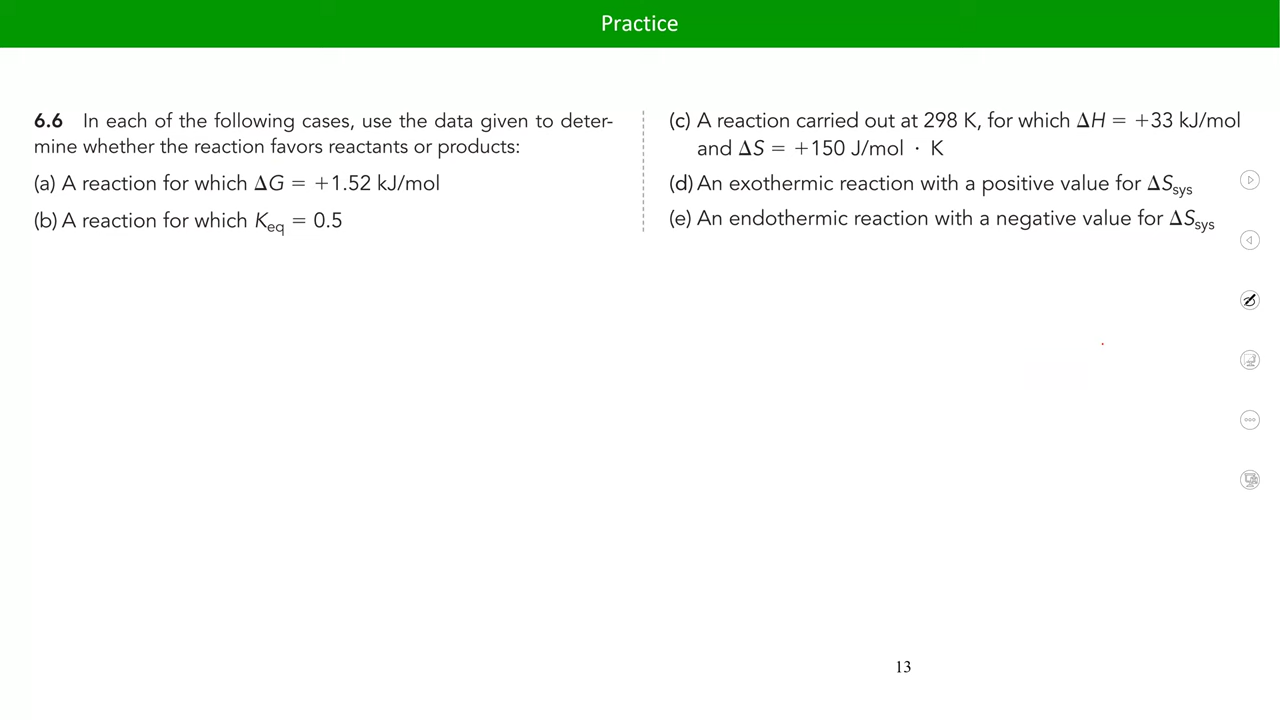 Practice
6.6 In each of the following cases, use the data given to deter-
mine whether the reaction favors reactants or products:
(a) A reaction for which ΔG = +1.52 kJ/mol
(b) A reaction for which Keq = 0.5
(c) A reaction carried out at 298 K, for which ΔH = +33 kJ/mol
and ΔS = +150 J/mol · K
(d) An exothermic reaction with a positive value for ΔSsys
(e) An endothermic reaction with a negative value for ΔSsys
13